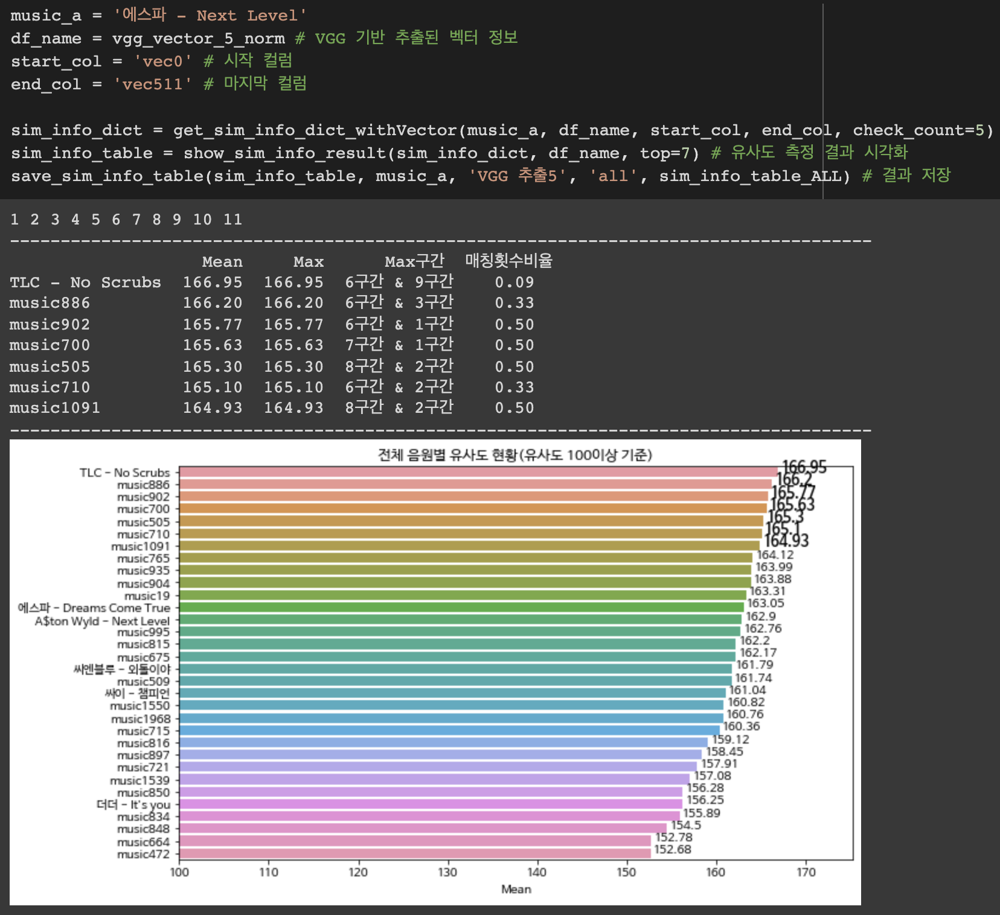 music_a = '에스파 - Next Level'
df_name = vgg_vector_5_norm # VGG 기반 추출된 벡터 정보
start_col = 'vec0' # 시작 컬럼
end_col = 'vec511' # 마지막 컬럼
sim_info_dict = get_sim_info_dict_withVector(music_a, df_name, start_col, end_col, check_count=5)
sim_info_table = show_sim_info_result(sim_info_dict, df_name, top=7) # 유사도 측정 결과 시각화
save_sim_info_table(sim_info_table, music_a, 'VGG 추출5', 'all', sim_info_table_ALL) # 결과 저장
1 2 3 4 5 6 7 8 9 10 11
--------------------------------------------------------------------------------
Mean Max Max구간 매칭횟수비율
TLC - No Scrubs 166.95 166.95 6구간 & 9구간 0.09
music886 166.20 166.20 6구간 & 3구간 0.33
music902 165.77 165.77 6구간 & 1구간 0.50
music700 165.63 165.63 7구간 & 1구간 0.50
music505 165.30 165.30 8구간 & 2구간 0.50
music710 165.10 165.10 6구간 & 2구간 0.33
music1091 164.93 164.93 8구간 & 2구간 0.50
--------------------------------------------------------------------------------
전체 음원별 유사도 현황(유사도 100이상 기준)
TLC - No Scrubs 166.95
music886 166.2
music902 165.77
music700 165.63
music505 165.3
music710 165.1
music1091 164.93
music765 164.12
music935 163.99
music904 163.88
music19 163.31
에스파 - Dreams Come True 163.05
A$ton Wyld - Next Level 162.9
music995 162.76
music815 162.2
music675 162.17
씨엔블루 - 외톨이야 161.79
music509 161.74
싸이 - 챔피언 161.04
music1550 160.82
music1968 160.76
music715 160.36
music816 159.12
music897 158.45
music721 157.91
music1539 157.08
music850 156.28
더더 - It's you 156.25
music834 155.89
music848 154.5
music664 152.78
music472 152.68
100 110 120 130 140 150 160 170
Mean